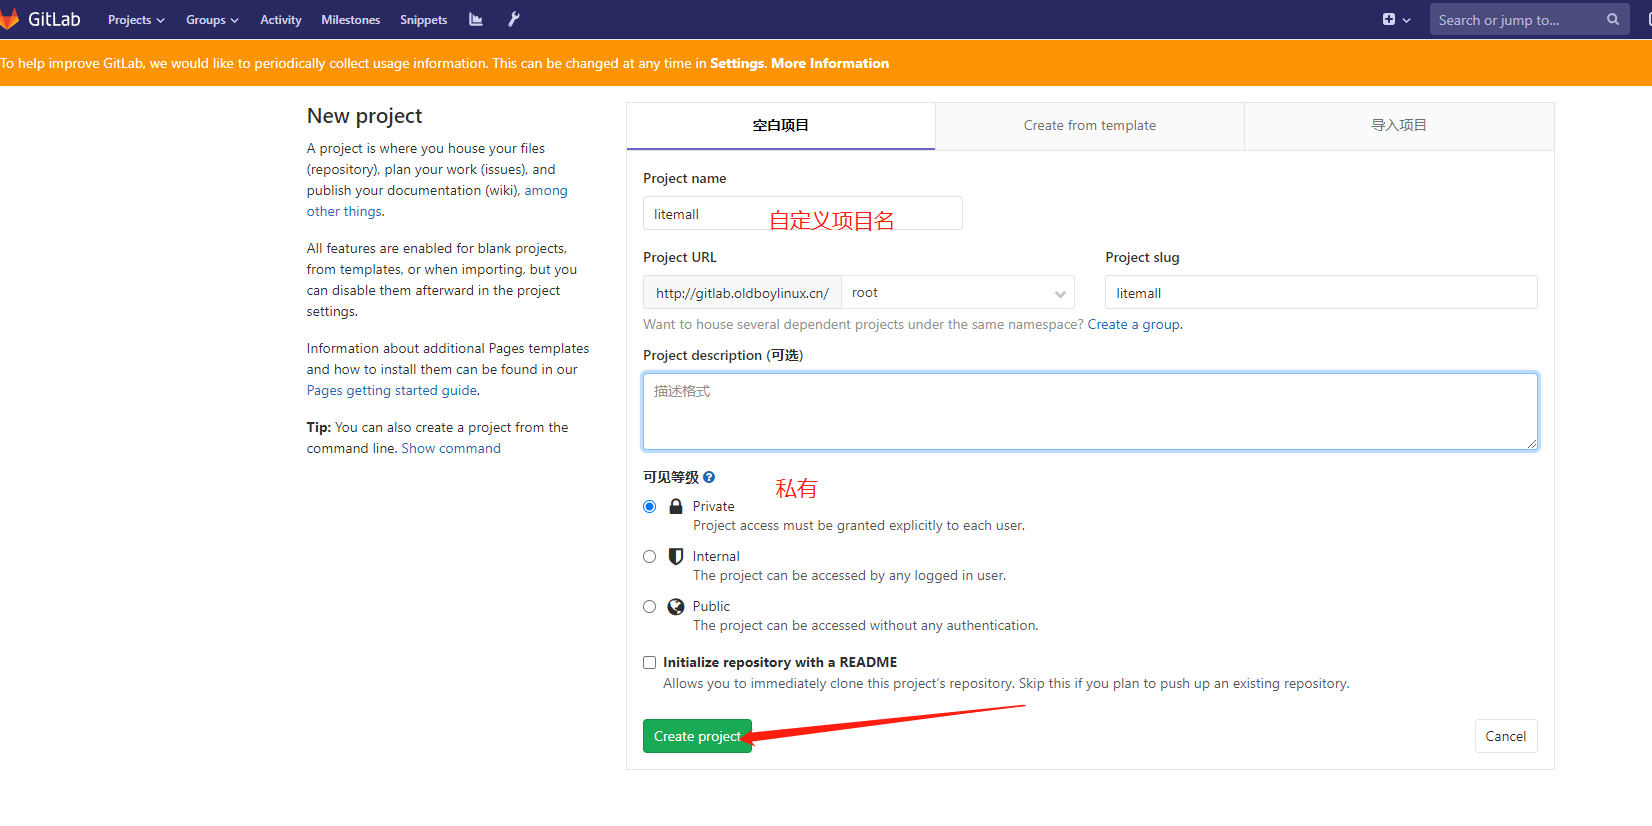 GitLab Projects Groups Activity Milestones Snippets Search or jump to...
To help improve GitLab, we would like to periodically collect usage information. This can be changed at any time in Settings. More Information
New project
A project is where you house your files
(repository), plan your work (issues), and
publish your documentation (wiki), among
other things.
All features are enabled for blank projects,
from templates, or when importing, but you
can disable them afterward in the project
settings.
Information about additional Pages templates
and how to install them can be found in our
Pages getting started guide.
Tip: You can also create a project from the
command line. Show command
空白项目 Create from template 导入项目
Project name
litemall 自定义项目名
Project URL Project slug
http://gitlab.oldboylinux.cn/ root litemall
Want to house several dependent projects under the same namespace? Create a group.
Project description (可选)
描述格式
可见等级 私有
Private
Project access must be granted explicitly to each user.
Internal
The project can be accessed by any logged in user.
Public
The project can be accessed without any authentication.
Initialize repository with a README
Allows you to immediately clone this project's repository. Skip this if you plan to push up an existing repository.
Create project Cancel